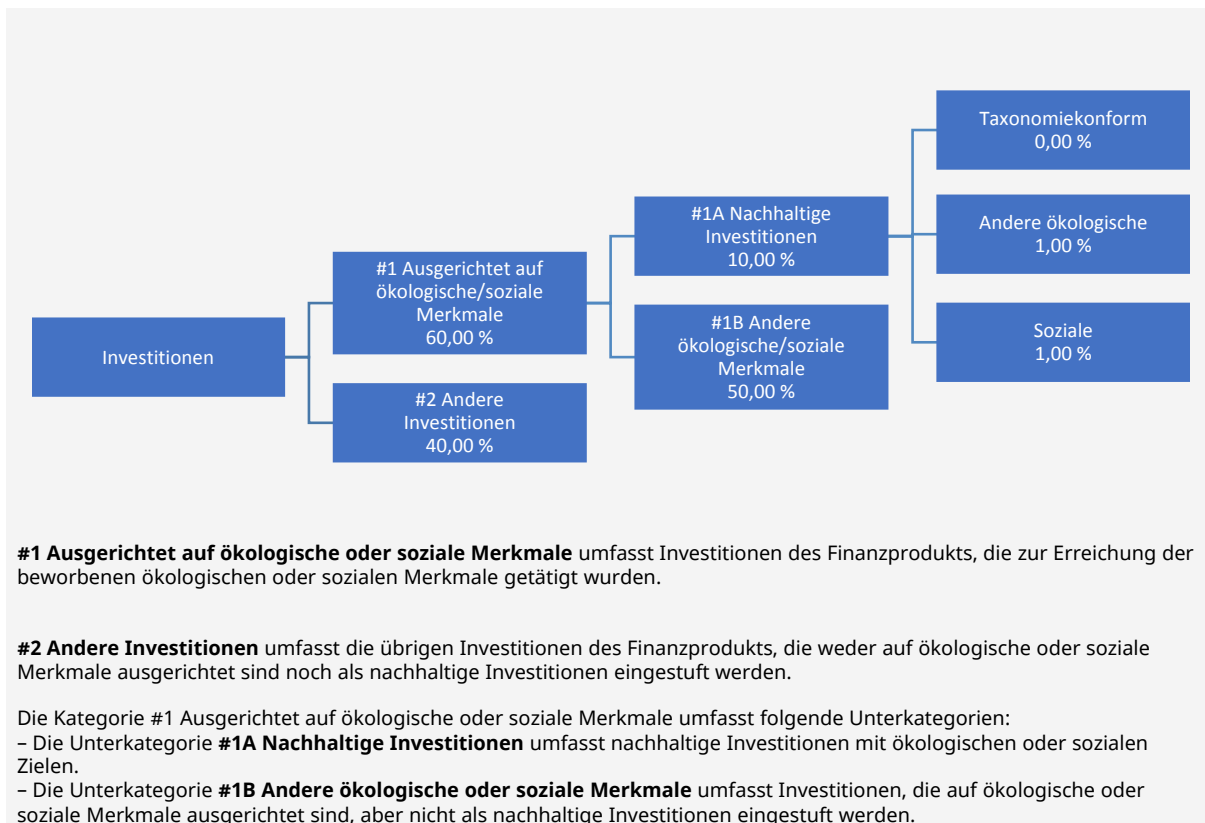 Investitionen
#1 Ausgerichtet auf
ökologische/soziale
Merkmale
60,00 %
#2 Andere
Investitionen
40,00 %
#1A Nachhaltige
Investitionen
10,00 %
#1B Andere
ökologische/soziale
Merkmale
50,00 %
Taxonomiekonform
0,00 %
Andere ökologische
1,00 %
Soziale
1,00 %
#1 Ausgerichtet auf ökologische oder soziale Merkmale umfasst Investitionen des Finanzprodukts, die zur Erreichung der
beworbenen ökologischen oder sozialen Merkmale getätigt wurden.
#2 Andere Investitionen umfasst die übrigen Investitionen des Finanzprodukts, die weder auf ökologische oder soziale
Merkmale ausgerichtet sind noch als nachhaltige Investitionen eingestuft werden.
Die Kategorie #1 Ausgerichtet auf ökologische oder soziale Merkmale umfasst folgende Unterkategorien:
– Die Unterkategorie #1A Nachhaltige Investitionen umfasst nachhaltige Investitionen mit ökologischen oder sozialen
Zielen.
– Die Unterkategorie #1B Andere ökologische oder soziale Merkmale umfasst Investitionen, die auf ökologische oder
soziale Merkmale ausgerichtet sind, aber nicht als nachhaltige Investitionen eingestuft werden.